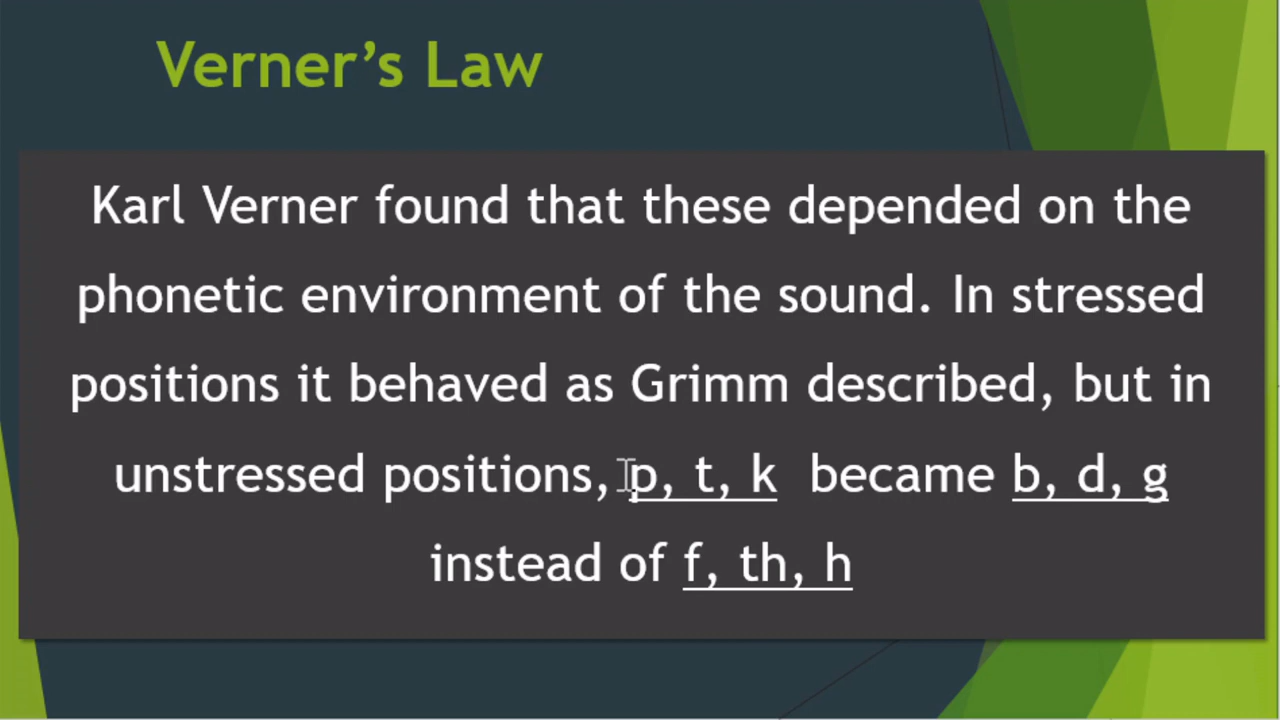 Verner’s Law
Karl Verner found that these depended on the
phonetic environment of the sound. In stressed
positions it behaved as Grimm described, but in
unstressed positions, p, t, k became b, d, g
instead of f, th, h